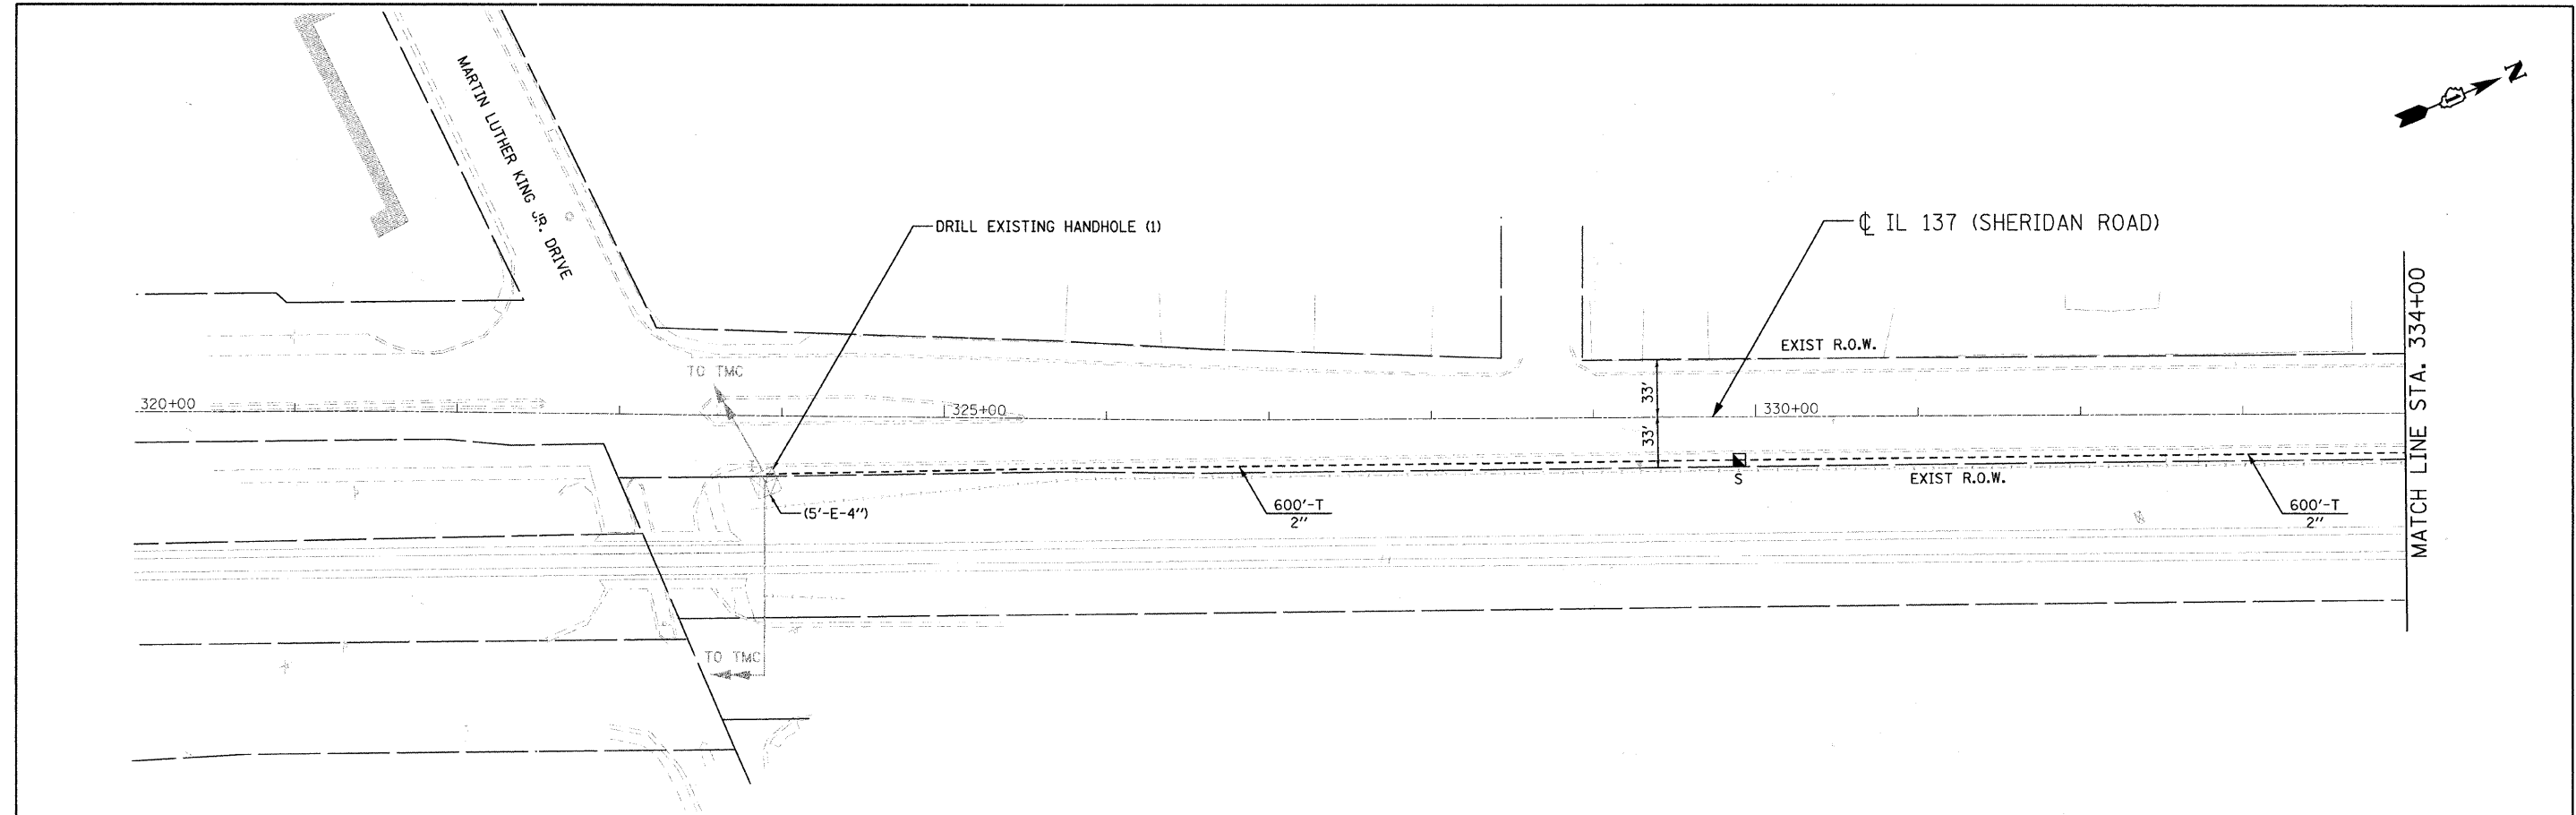 N
MARTIN LUTHER KING JR. DRIVE
DRILL EXISTING HANDHOLE (1)
℄ IL 137 (SHERIDAN ROAD)
EXIST R.O.W.
TO TMC
320+00
325+00
33'
330+00
33'
S
EXIST R.O.W.
(5'-E-4")
600'-T
2"
600'-T
2"
MATCH LINE STA. 334+00
TO TMC